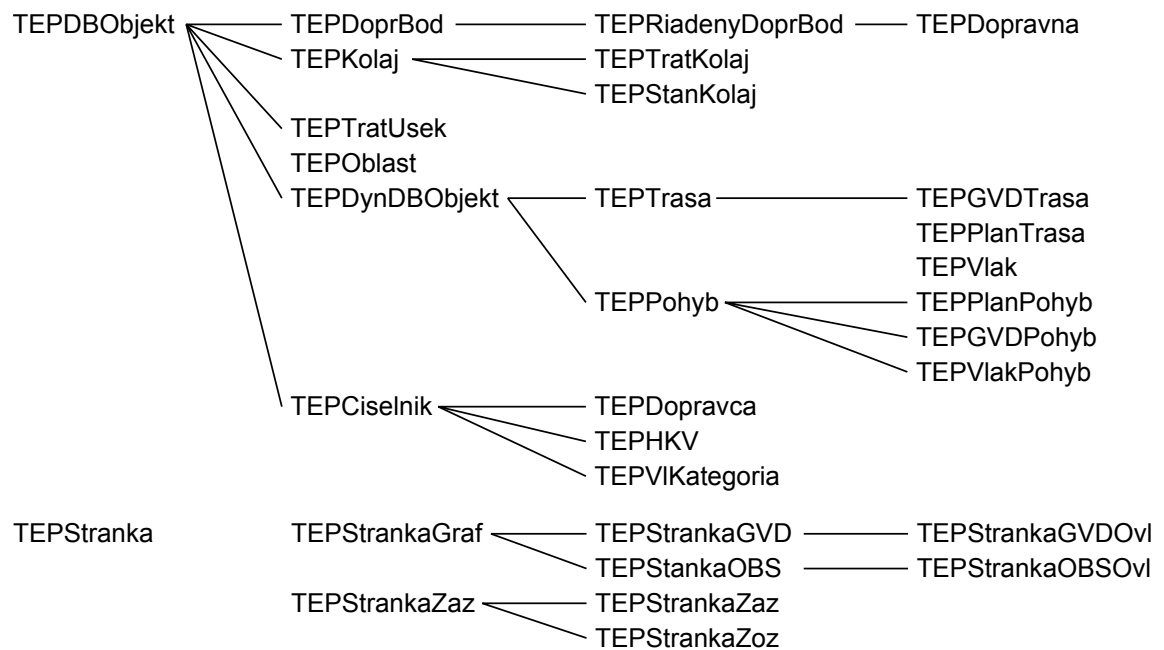 TEPDBObjekt TEPDoprBod TEPRiadenyDoprBod TEPDopravna
TEPKolaj TEPTratKolaj
TEPStanKolaj
TEPTratUsek
TEPOblast
TEPDynDBObjekt TEPTrasa TEPGVDTrasa
TEPPlanTrasa
TEPVlak
TEPPohyb TEPPlanPohyb
TEPGVDPohyb
TEPVlakPohyb
TEPCiselnik TEPDopravca
TEPHKV
TEPVlKategoria
TEPStranka TEPStrankaGraf TEPStrankaGVD TEPStrankaGVDOvl
TEPStankaOBS TEPStrankaOBSOvl
TEPStrankaZaz TEPStrankaZaz
TEPStrankaZoz